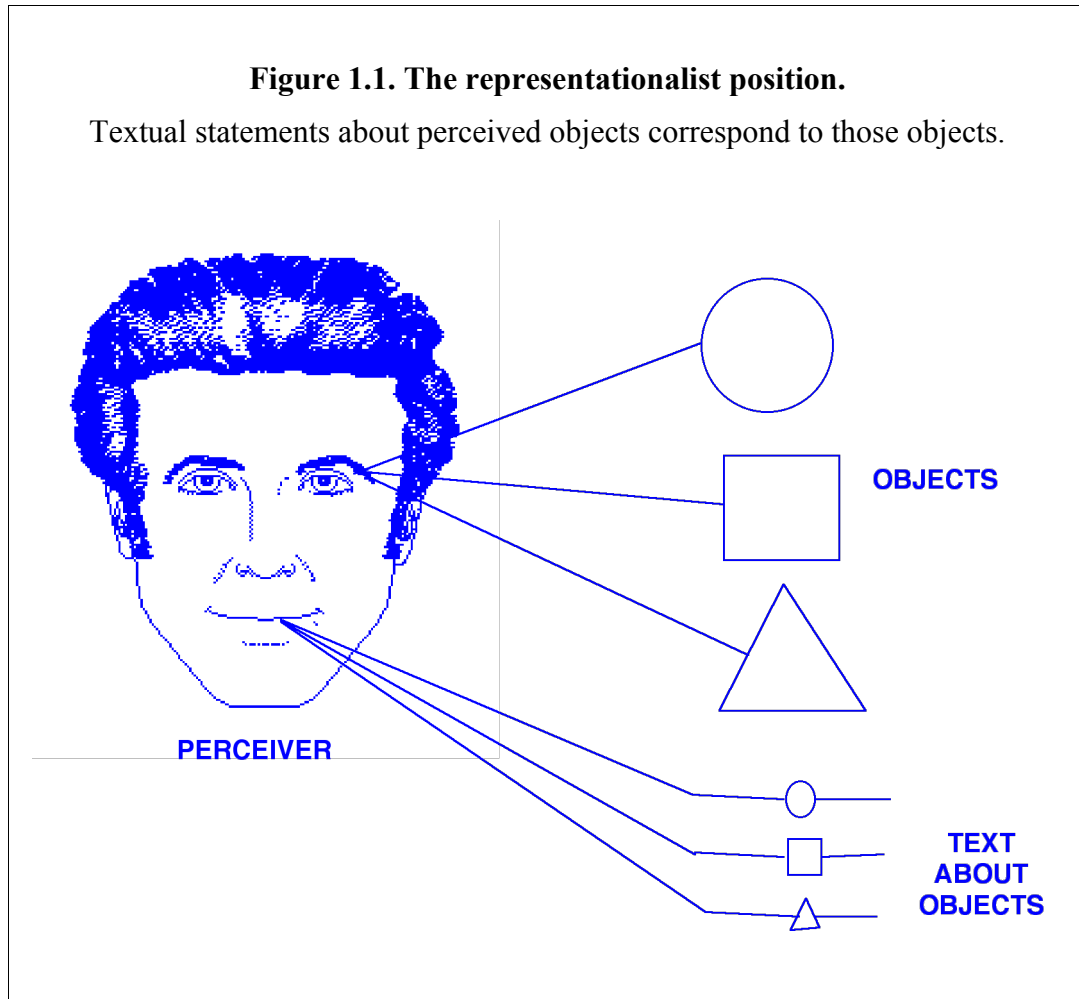 Figure 1.1. The representationalist position.
Textual statements about perceived objects correspond to those objects.
OBJECTS
PERCEIVER
TEXT
ABOUT
OBJECTS